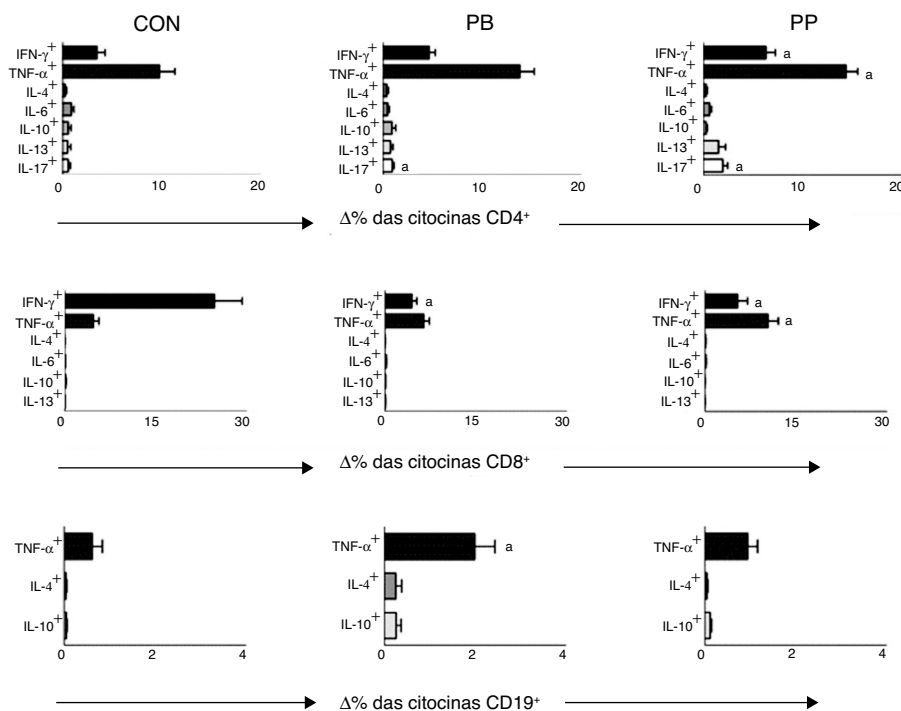 CON PB PP
IFN-γ+ IFN-γ+ IFN-γ+ a
TNF-α+ TNF-α+ TNF-α+ a
IL-4+ IL-4+ IL-4+
IL-6+ IL-6+ IL-6+
IL-10+ IL-10+ IL-10+
IL-13+ IL-13+ IL-13+
IL-17+ IL-17+ a IL-17+ a
0 10 20 0 10 20 0 10 20
Δ% das citocinas CD4+
IFN-γ+ IFN-γ+ a IFN-γ+ a
TNF-α+ TNF-α+ TNF-α+ a
IL-4+ IL-4+ IL-4+
IL-6+ IL-6+ IL-6+
IL-10+ IL-10+ IL-10+
IL-13+ IL-13+ IL-13+
0 15 30 0 15 30 0 15 30
Δ% das citocinas CD8+
TNF-α+ TNF-α+ a TNF-α+
IL-4+ IL-4+ IL-4+
IL-10+ IL-10+ IL-10+
0 2 4 0 2 4 0 2 4
Δ% das citocinas CD19+